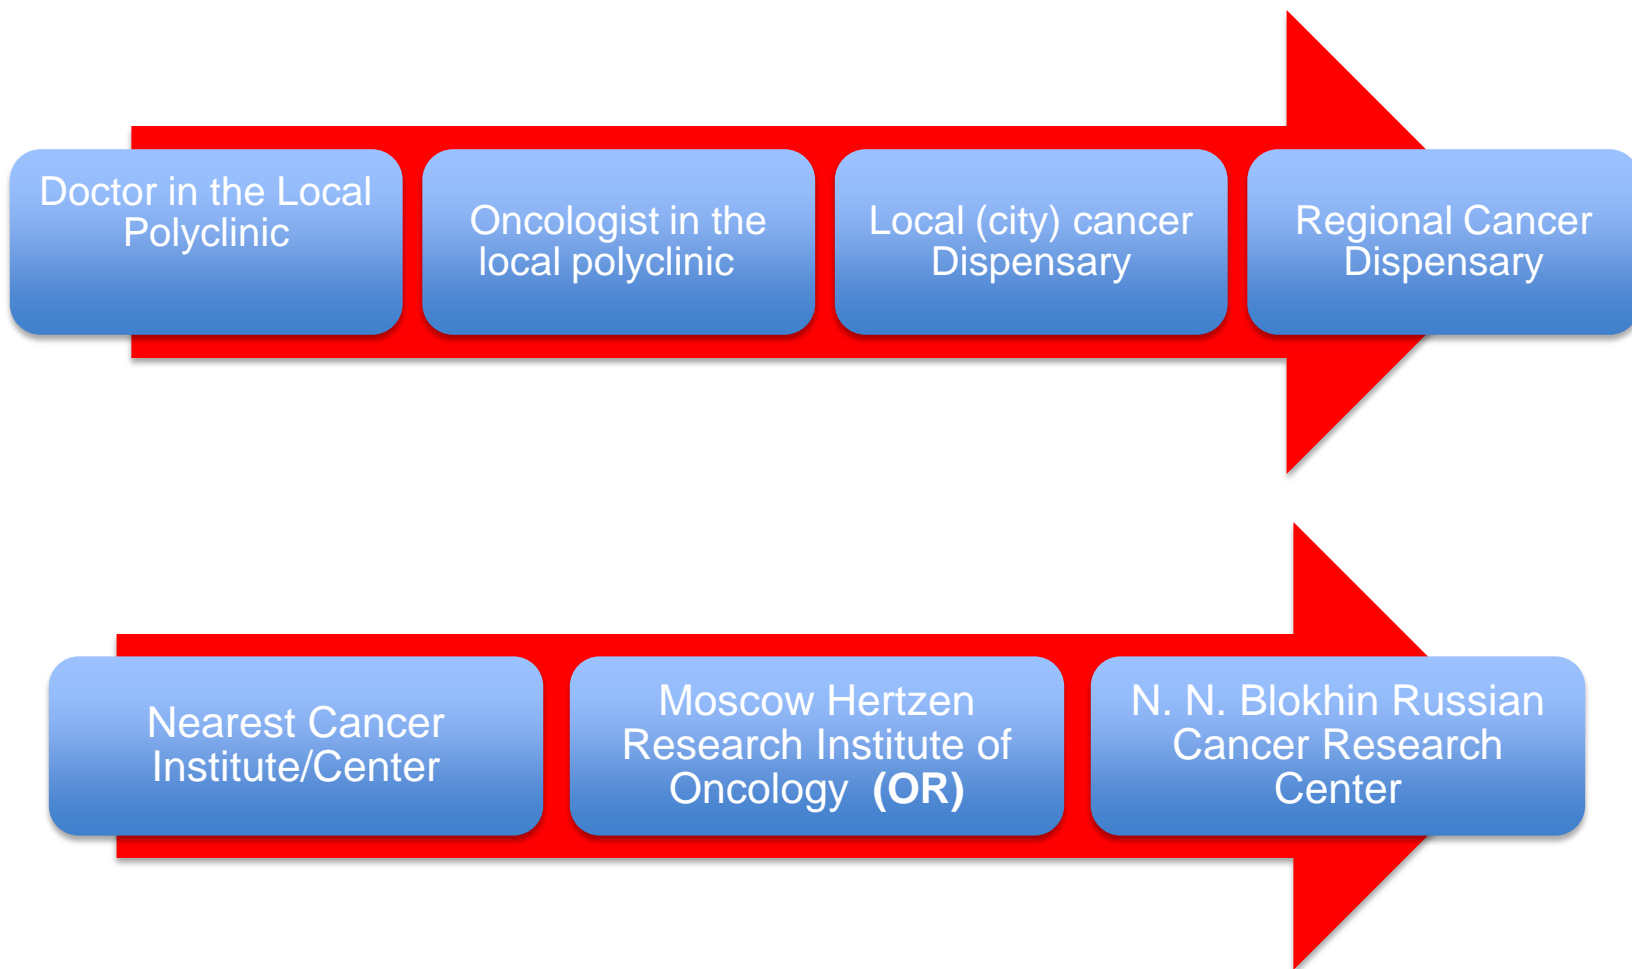 Doctor in the Local
Polyclinic
Oncologist in the
local polyclinic
Local (city) cancer
Dispensary
Regional Cancer
Dispensary
Nearest Cancer
Institute/Center
Moscow Hertzen
Research Institute of
Oncology (OR)
N. N. Blokhin Russian
Cancer Research
Center